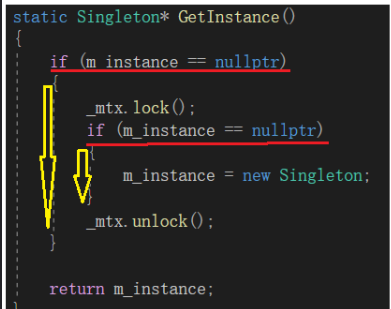 static Singleton* GetInstance()
{
if (m_instance == nullptr)
{
_mtx.lock();
if (m_instance == nullptr)
{
m_instance = new Singleton;
}
_mtx.unlock();
}
return m_instance;
}